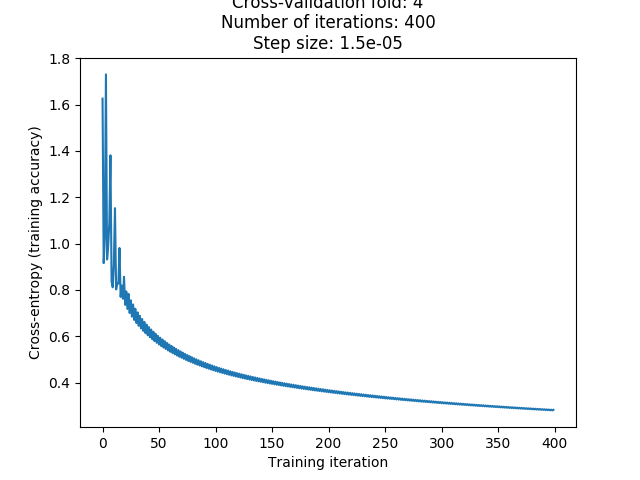 Cross-validation fold: 4
Number of iterations: 400
Step size: 1.5e-05
1.8
1.6
1.4
1.2
1.0
0.8
0.6
0.4
Cross-entropy (training accuracy)
0 50 100 150 200 250 300 350 400
Training iteration